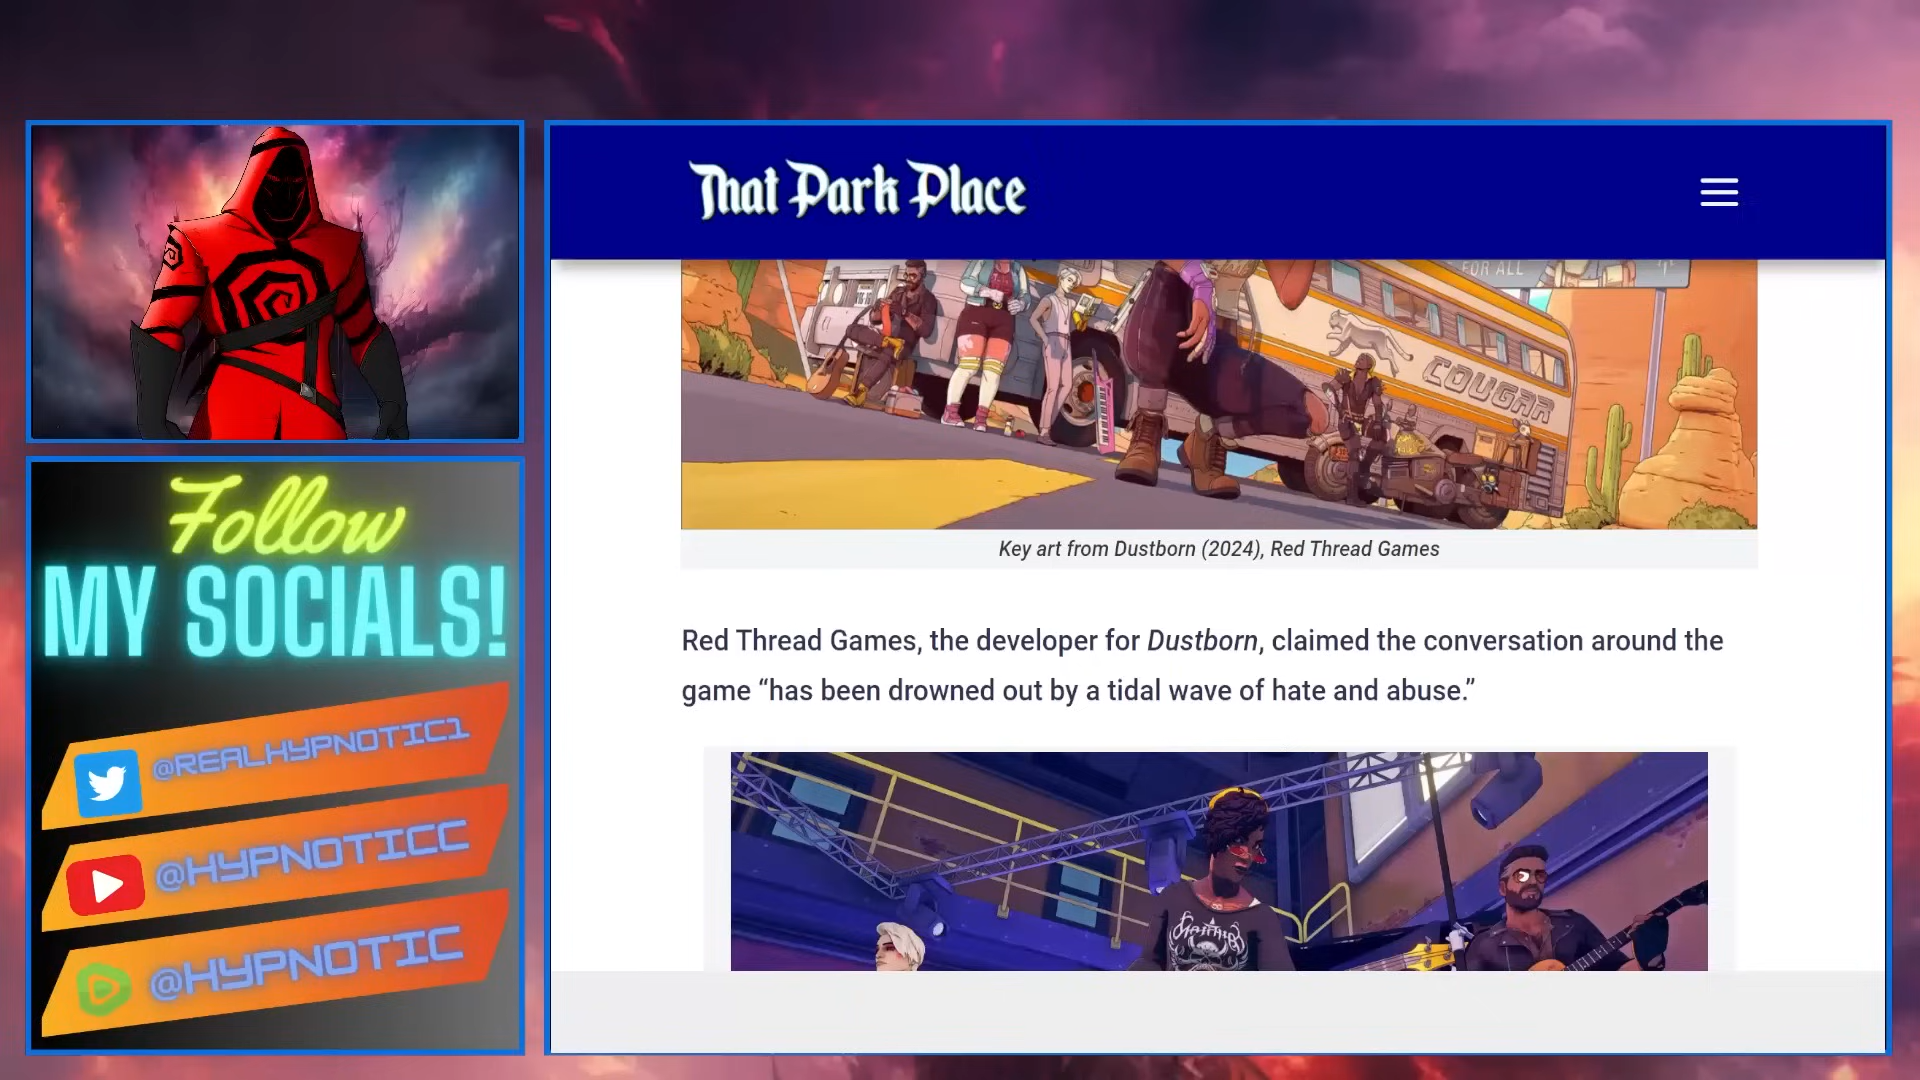 That Park Place
FOR ALL
COUGAR
Key art from Dustborn (2024), Red Thread Games
Red Thread Games, the developer for Dustborn, claimed the conversation around the
game “has been drowned out by a tidal wave of hate and abuse.”
Follow
MY SOCIALS!
@REALHYPNOTIC1
@HYPNOTICC
@HYPNOTIC